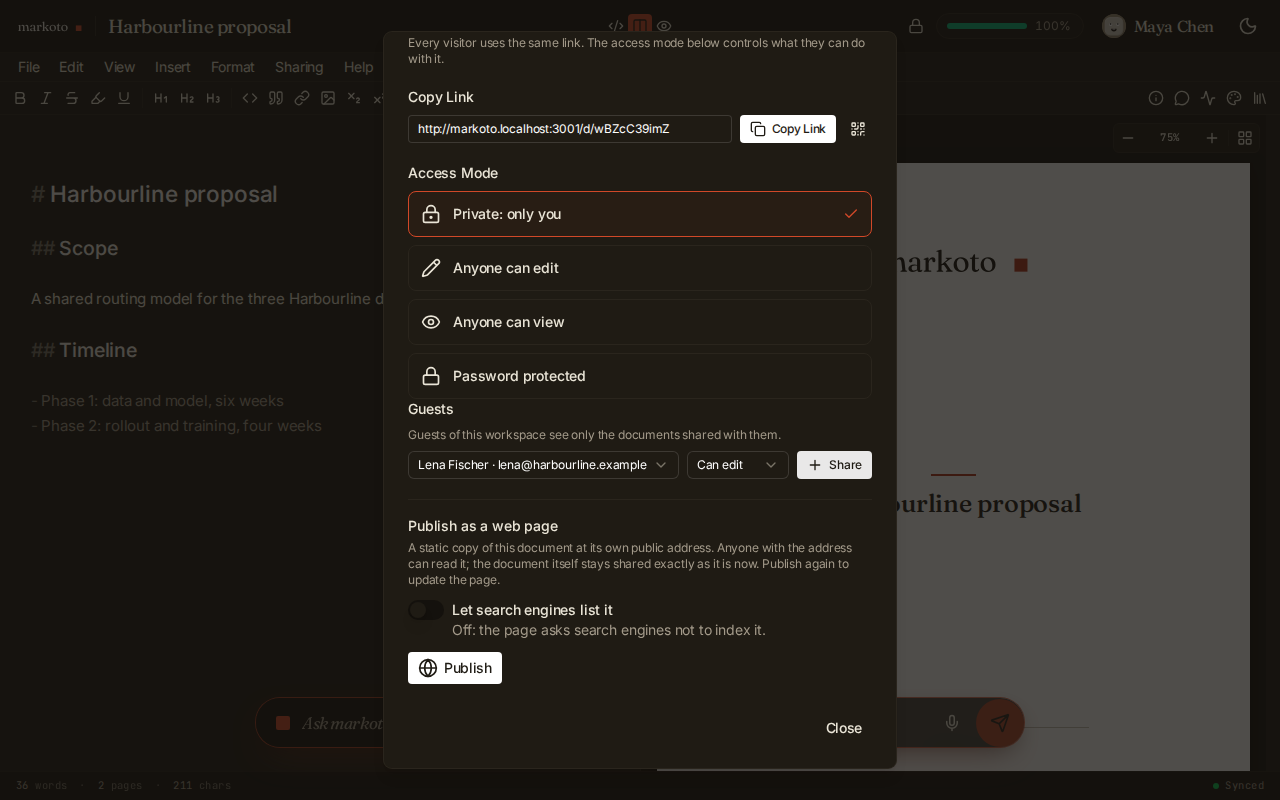 markoto
Harbourline proposal
100%
Maya Chen
File Edit View Insert Format Sharing Help
H1 H2 H3
75%
# Harbourline proposal
## Scope
A shared routing model for the three Harbourline d
## Timeline
- Phase 1: data and model, six weeks
- Phase 2: rollout and training, four weeks
Every visitor uses the same link. The access mode below controls what they can do
with it.
Copy Link
http://markoto.localhost:3001/d/wBZcC39imZ
Copy Link
Access Mode
Private: only you
Anyone can edit
Anyone can view
Password protected
Guests
Guests of this workspace see only the documents shared with them.
Lena Fischer · lena@harbourline.example
Can edit
Share
Publish as a web page
A static copy of this document at its own public address. Anyone with the address
can read it; the document itself stays shared exactly as it is now. Publish again to
update the page.
Let search engines list it
Off: the page asks search engines not to index it.
Publish
Close
arkoto
ourline proposal
Ask markot
36 words · 2 pages · 211 chars
Synced